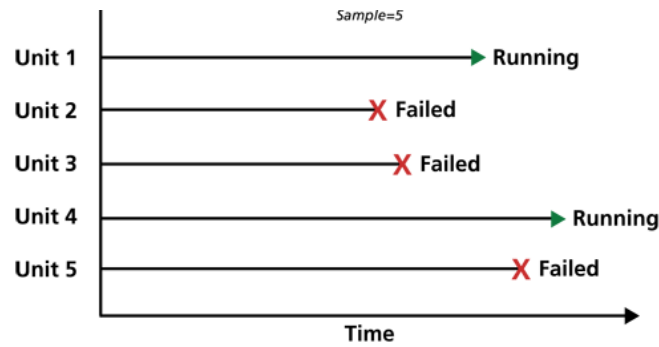 Sample=5
Unit 1 Running
Unit 2 X Failed
Unit 3 X Failed
Unit 4 Running
Unit 5 X Failed
Time